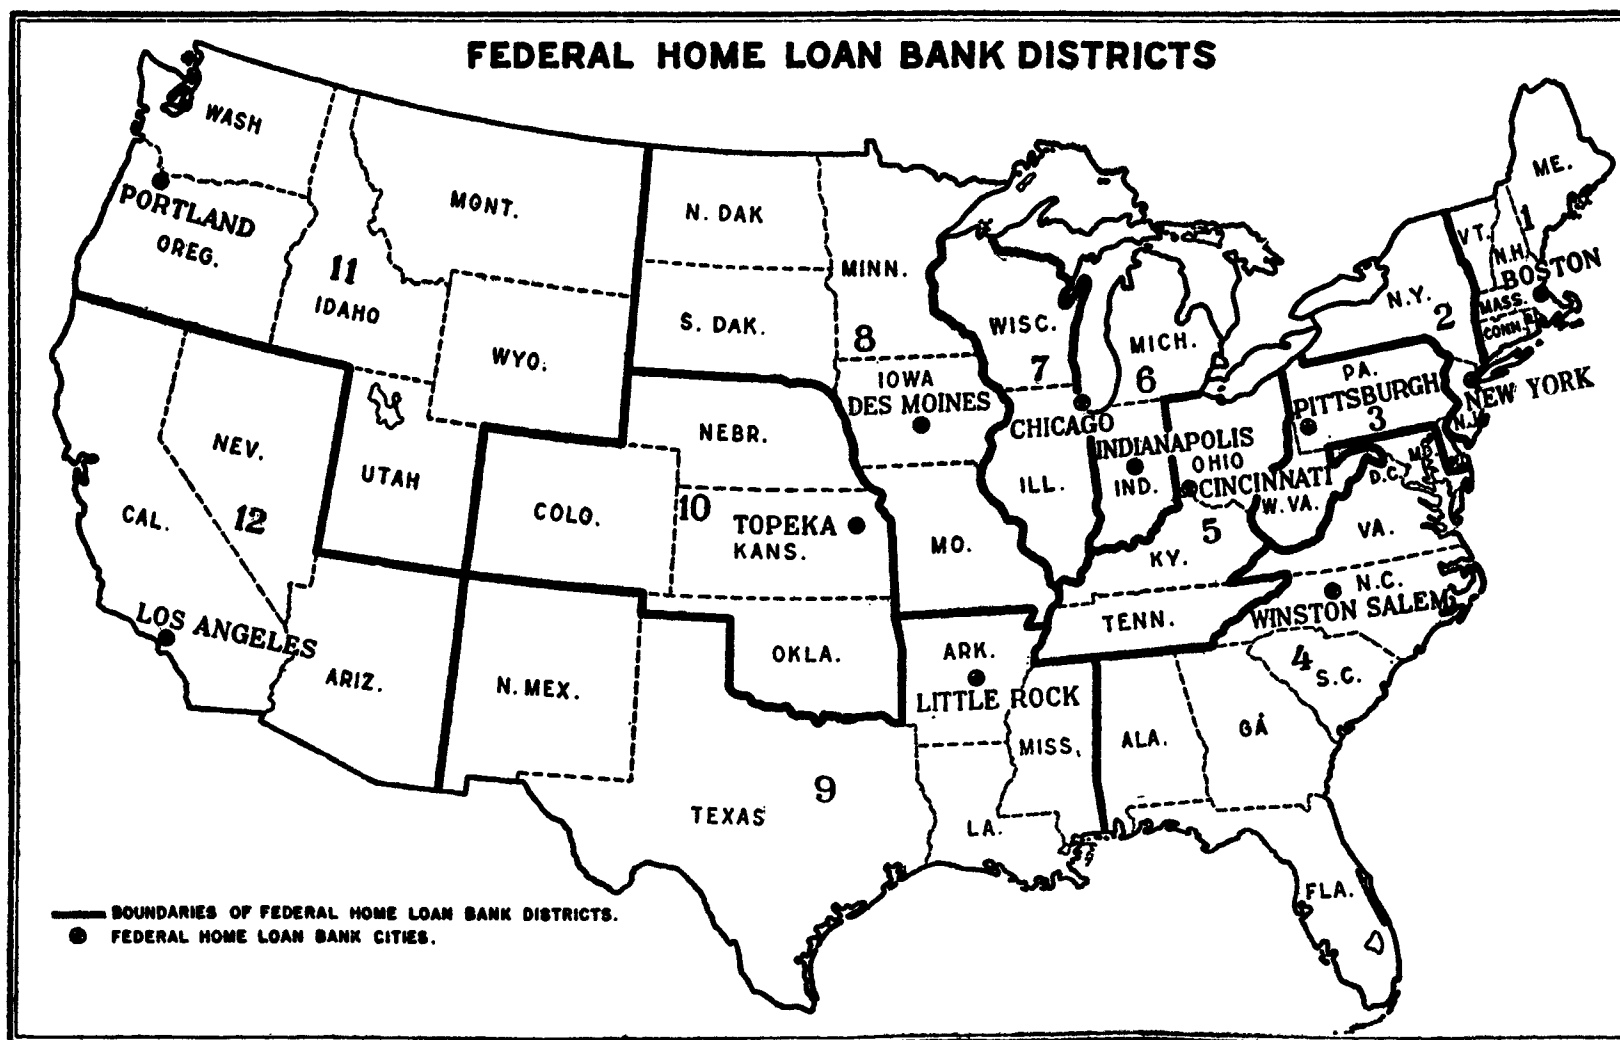 FEDERAL HOME LOAN BANK DISTRICTS
WASH
PORTLAND
OREG.
11
IDAHO
MONT.
WYO.
N. DAK
S. DAK.
MINN.
8
IOWA
DES MOINES
WISC.
7
MICH.
6
CHICAGO
ILL.
INDIANAPOLIS
IND.
OHIO
CINCINNATI
5
KY.
W.VA.
TENN.
ME.
1
VT.
N.H.
BOSTON
MASS.
CONN.
N.Y.
2
NEW YORK
N.J.
PA.
PITTSBURGH
3
MD.
D.C.
VA.
N.C.
WINSTON SALEM
4
S.C.
GA
ALA.
FLA.
NEV.
CAL.
12
LOS ANGELES
ARIZ.
UTAH
COLO.
10
NEBR.
TOPEKA
KANS.
MO.
OKLA.
N. MEX.
TEXAS
9
ARK.
LITTLE ROCK
MISS.
LA.
BOUNDARIES OF FEDERAL HOME LOAN BANK DISTRICTS.
FEDERAL HOME LOAN BANK CITIES.